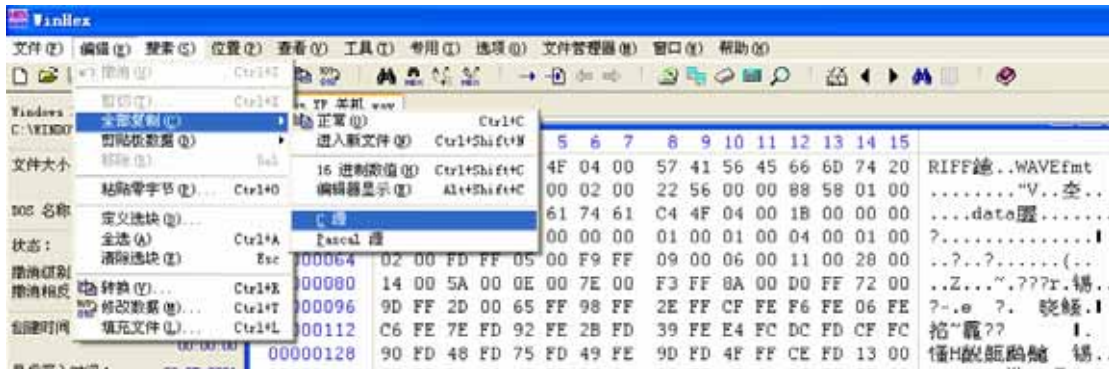 WinHex
文件(F) 编辑(E) 搜索(S) 位置(P) 查看(V) 工具(T) 专用(I) 选项(O) 文件管理器(M) 窗口(W) 帮助(H)
撤消(U) Ctrl+Z
剪切(T)... Ctrl+X
全部复制(C)
剪贴板数据(B)
移除(R) Del
粘贴零字节(P)... Ctrl+0
定义选块(D)...
全选(A) Ctrl+A
清除选块(E) Esc
转换(V)... Ctrl+R
修改数据(M)... Ctrl+T
填充文件(L)... Ctrl+L
正常(O) Ctrl+C
进入新文件(N) Ctrl+Shift+N
16 进制数值(H) Ctrl+Shift+C
编辑器显示(E) Alt+Shift+C
C 源
Pascal 源
Windows
文件大小
DOS 名称
状态:
撤消级别
撤消相反
创建时间
00:00:00
5 6 7 8 9 10 11 12 13 14 15
4F 04 00 57 41 56 45 66 6D 74 20 RIFF ..WAVEfmt
00 02 00 22 56 00 00 88 58 01 00 ........"V..
61 74 61 C4 4F 04 00 1B 00 00 00 ....data
00 00 00 01 00 01 00 04 00 01 00
00000064 02 00 FD FF 05 00 F9 FF 09 00 06 00 11 00 28 00
00000080 14 00 5A 00 0E 00 7E 00 F3 FF 8A 00 D0 FF 72 00
00000096 9D FF 2D 00 65 FF 98 FF 2E FF CF FE F6 FE 06 FE
00000112 C6 FE 7E FD 92 FE 2B FD 39 FE E4 FC DC FD CF FC
00000128 90 FD 48 FD 75 FD 49 FE 9D FD 4F FF CE FD 13 00